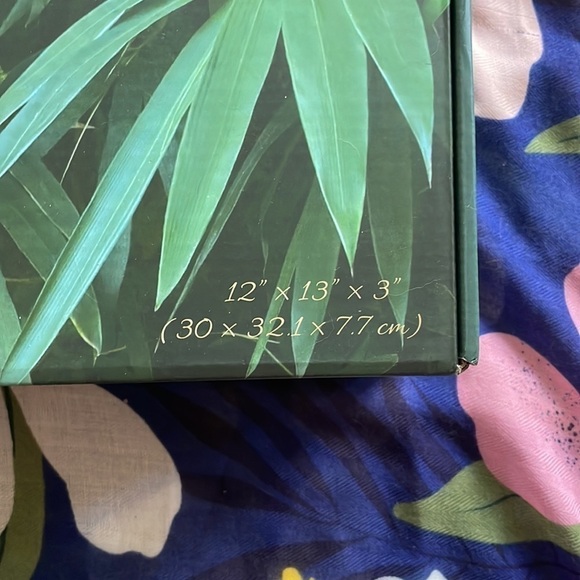 12" x 13" x 3"
(30 x 32.1 x 7.7 cm)